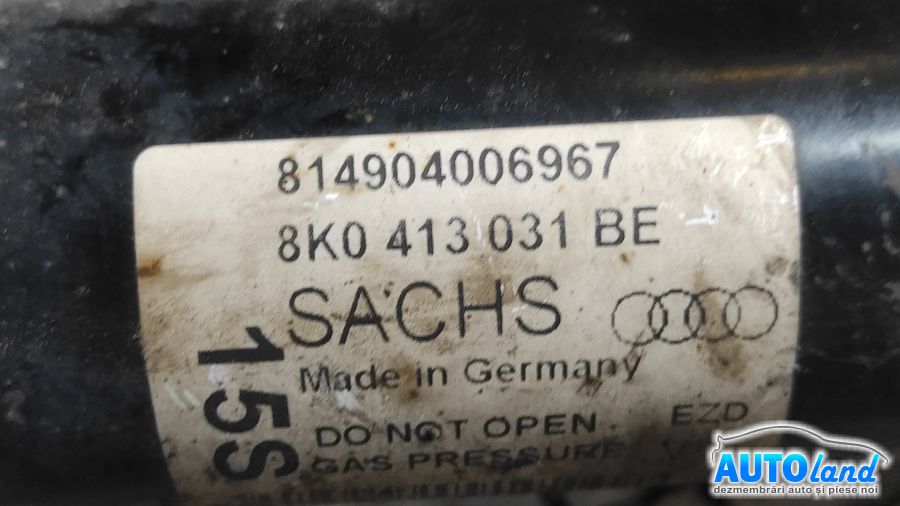 814904006967
8K0 413 031 BE
SACHS
Made in Germany
15S
DO NOT OPEN EZD
GAS PRESSURE
AUTOland
dezmembrări auto și piese noi